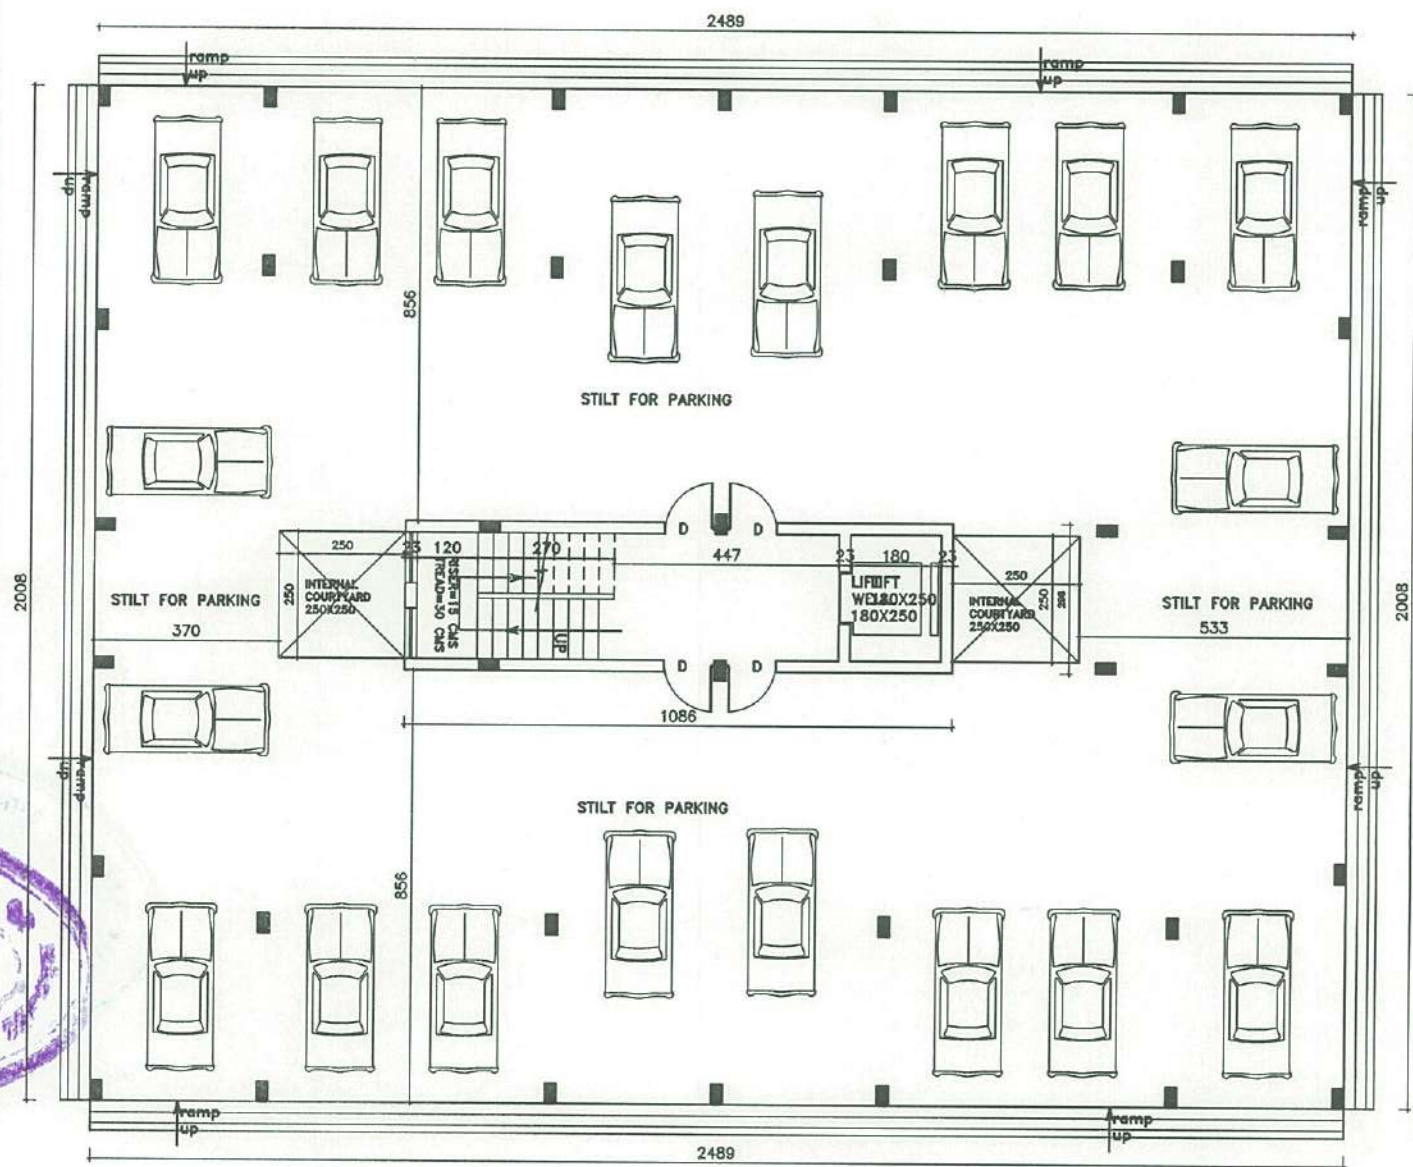 2489
ramp
up
ramp
up
ramp
up
ramp
up
856
STILT FOR PARKING
2008
2008
D
D
250
23
120
270
447
23
180
23
250
RISER=15 CMS
TREAD=30 CMS
250
INTERNAL
COURTYARD
250X250
LIFT
WELL
180X250
INTERNAL
COURTYARD
250X250
250
STILT FOR PARKING
370
UP
STILT FOR PARKING
533
D
D
1086
ramp
up
ramp
up
STILT FOR PARKING
856
ramp
up
ramp
up
2489